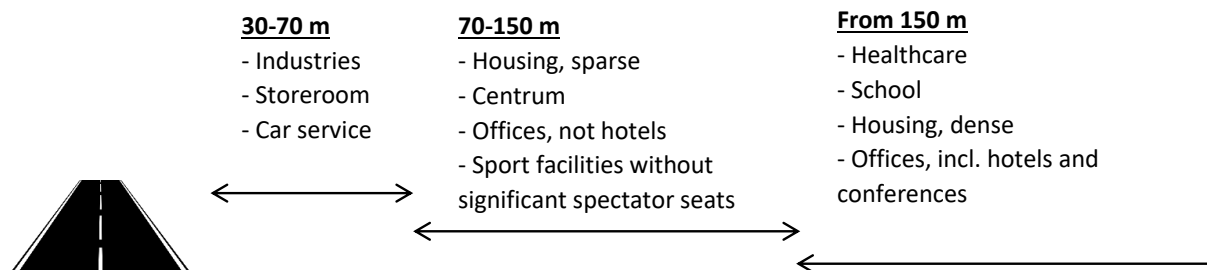 30-70 m
- Industries
- Storeroom
- Car service
70-150 m
- Housing, sparse
- Centrum
- Offices, not hotels
- Sport facilities without
significant spectator seats
From 150 m
- Healthcare
- School
- Housing, dense
- Offices, incl. hotels and
conferences